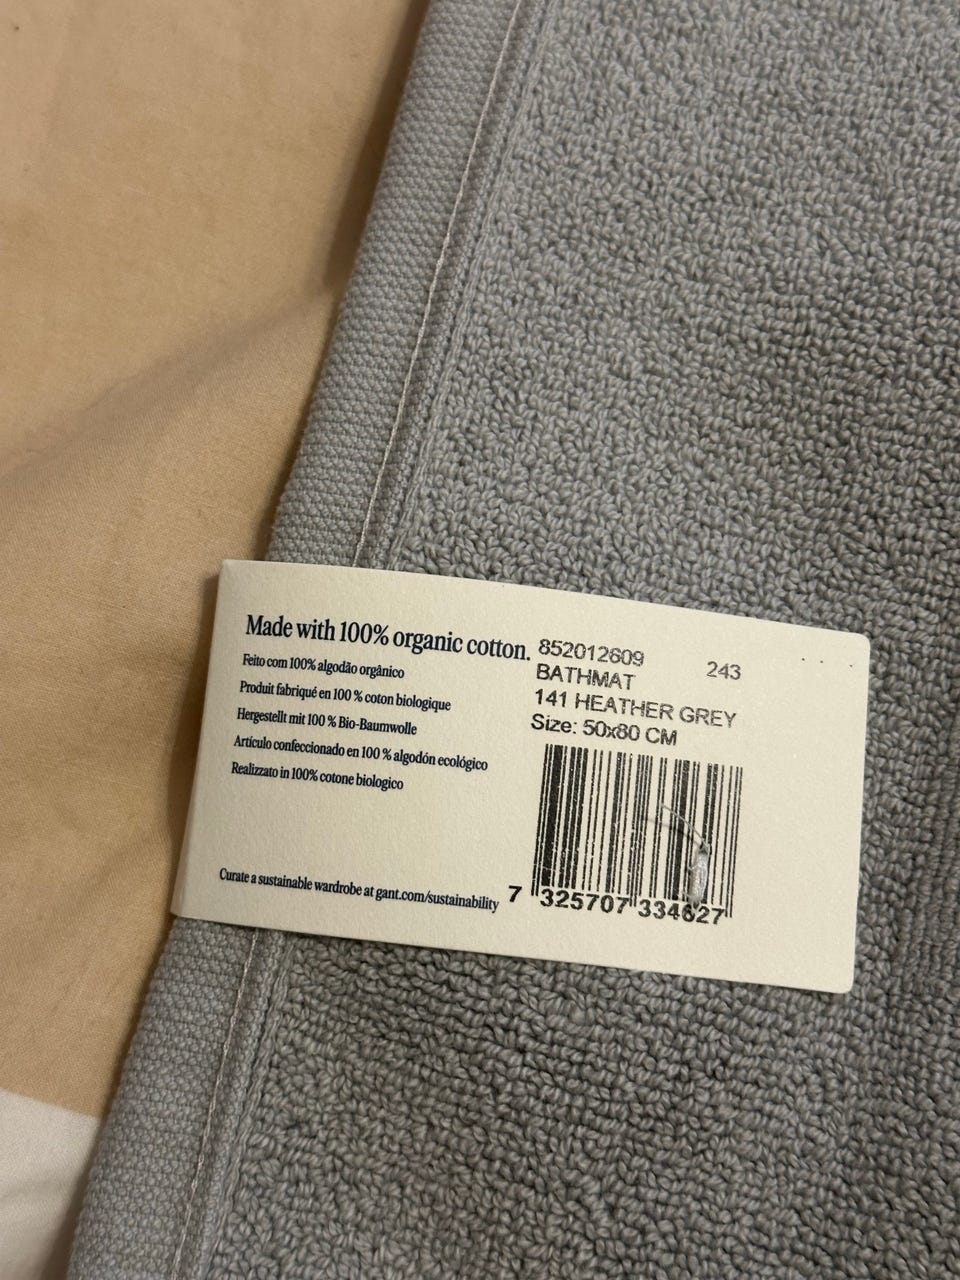 Made with 100% organic cotton.
Feito com 100% algodão orgânico
Produit fabriqué en 100 % coton biologique
Hergestellt mit 100 % Bio-Baumwolle
Artículo confeccionado en 100 % algodón ecológico
Realizzato in 100% cotone biologico
Curate a sustainable wardrobe at gant.com/sustainability
852012609 243
BATHMAT
141 HEATHER GREY
Size: 50x80 CM
7 325707 334627